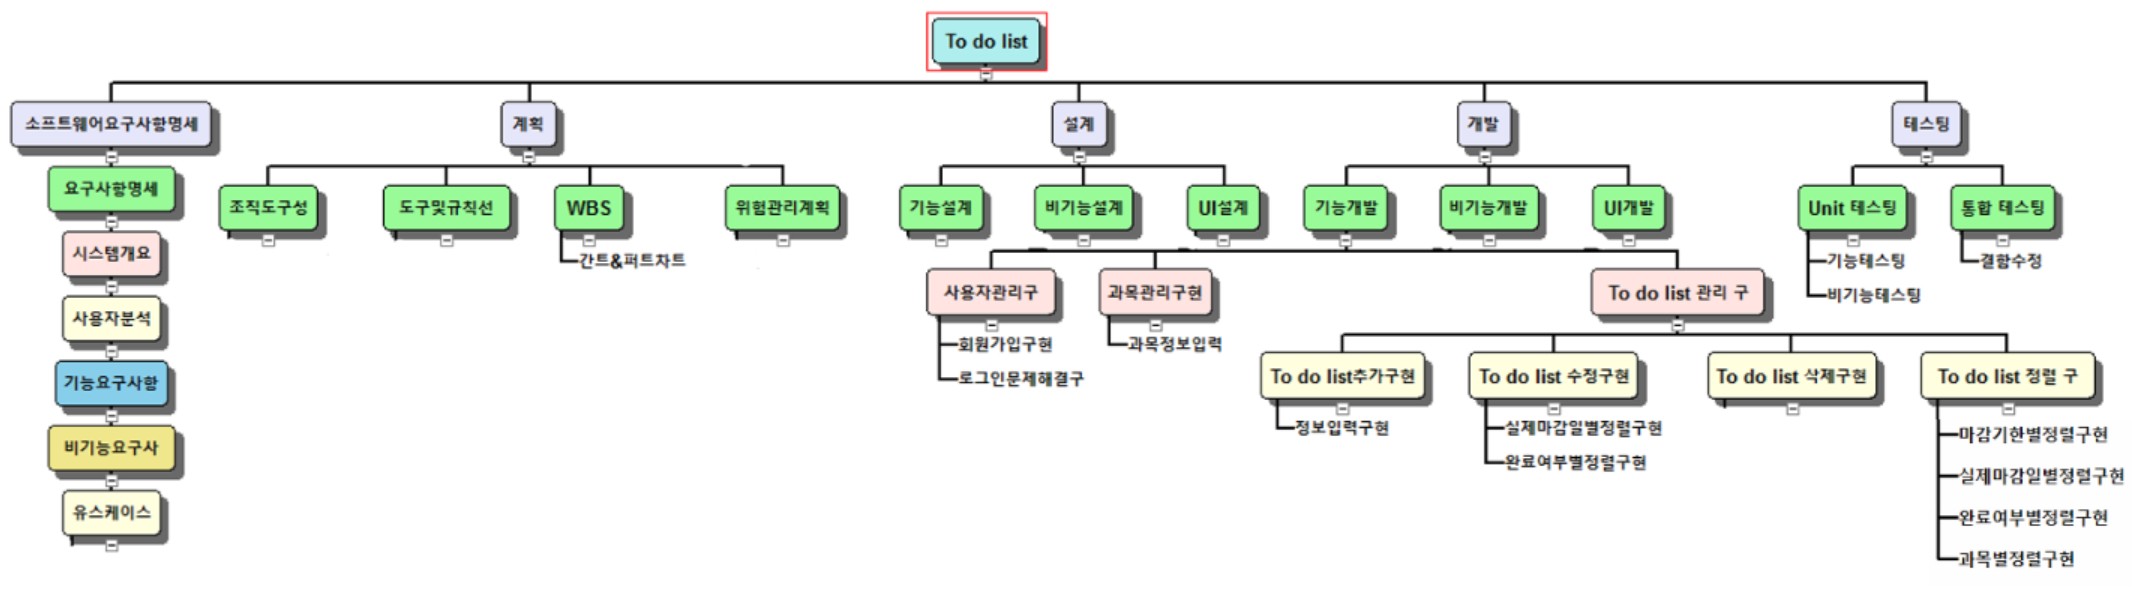 To do list
소프트웨어요구사항명세
계획
설계
개발
테스팅
요구사항명세
조직도구성
도구및규칙선
WBS
위험관리계획
기능설계
비기능설계
UI설계
기능개발
비기능개발
UI개발
Unit 테스팅
통합 테스팅
시스템개요
간트&퍼트차트
기능테스팅
결함수정
비기능테스팅
사용자관리구
과목관리구현
To do list 관리 구
사용자분석
회원가입구현
과목정보입력
로그인문제해결구
기능요구사항
To do list추가구현
To do list 수정구현
To do list 삭제구현
To do list 정렬 구
정보입력구현
실제마감일별정렬구현
마감기한별정렬구현
비기능요구사
완료여부별정렬구현
실제마감일별정렬구현
유스케이스
완료여부별정렬구현
과목별정렬구현